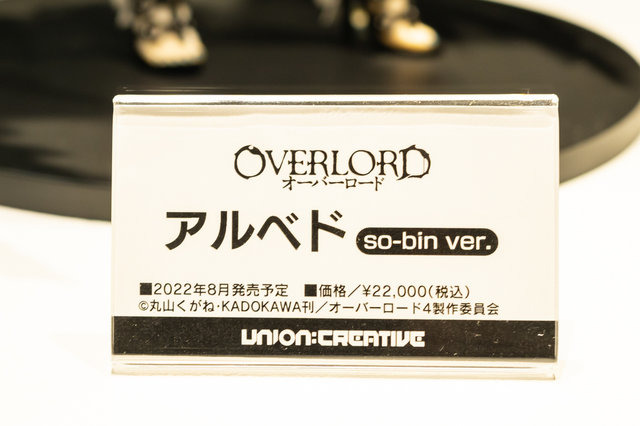 OVERLORD
オーバーロード
アルベド so-bin ver.
■2022年8月発売予定 ■価格/¥22,000(税込)
©丸山くがね・KADOKAWA刊/オーバーロード4製作委員会
UNION:CREATIVE